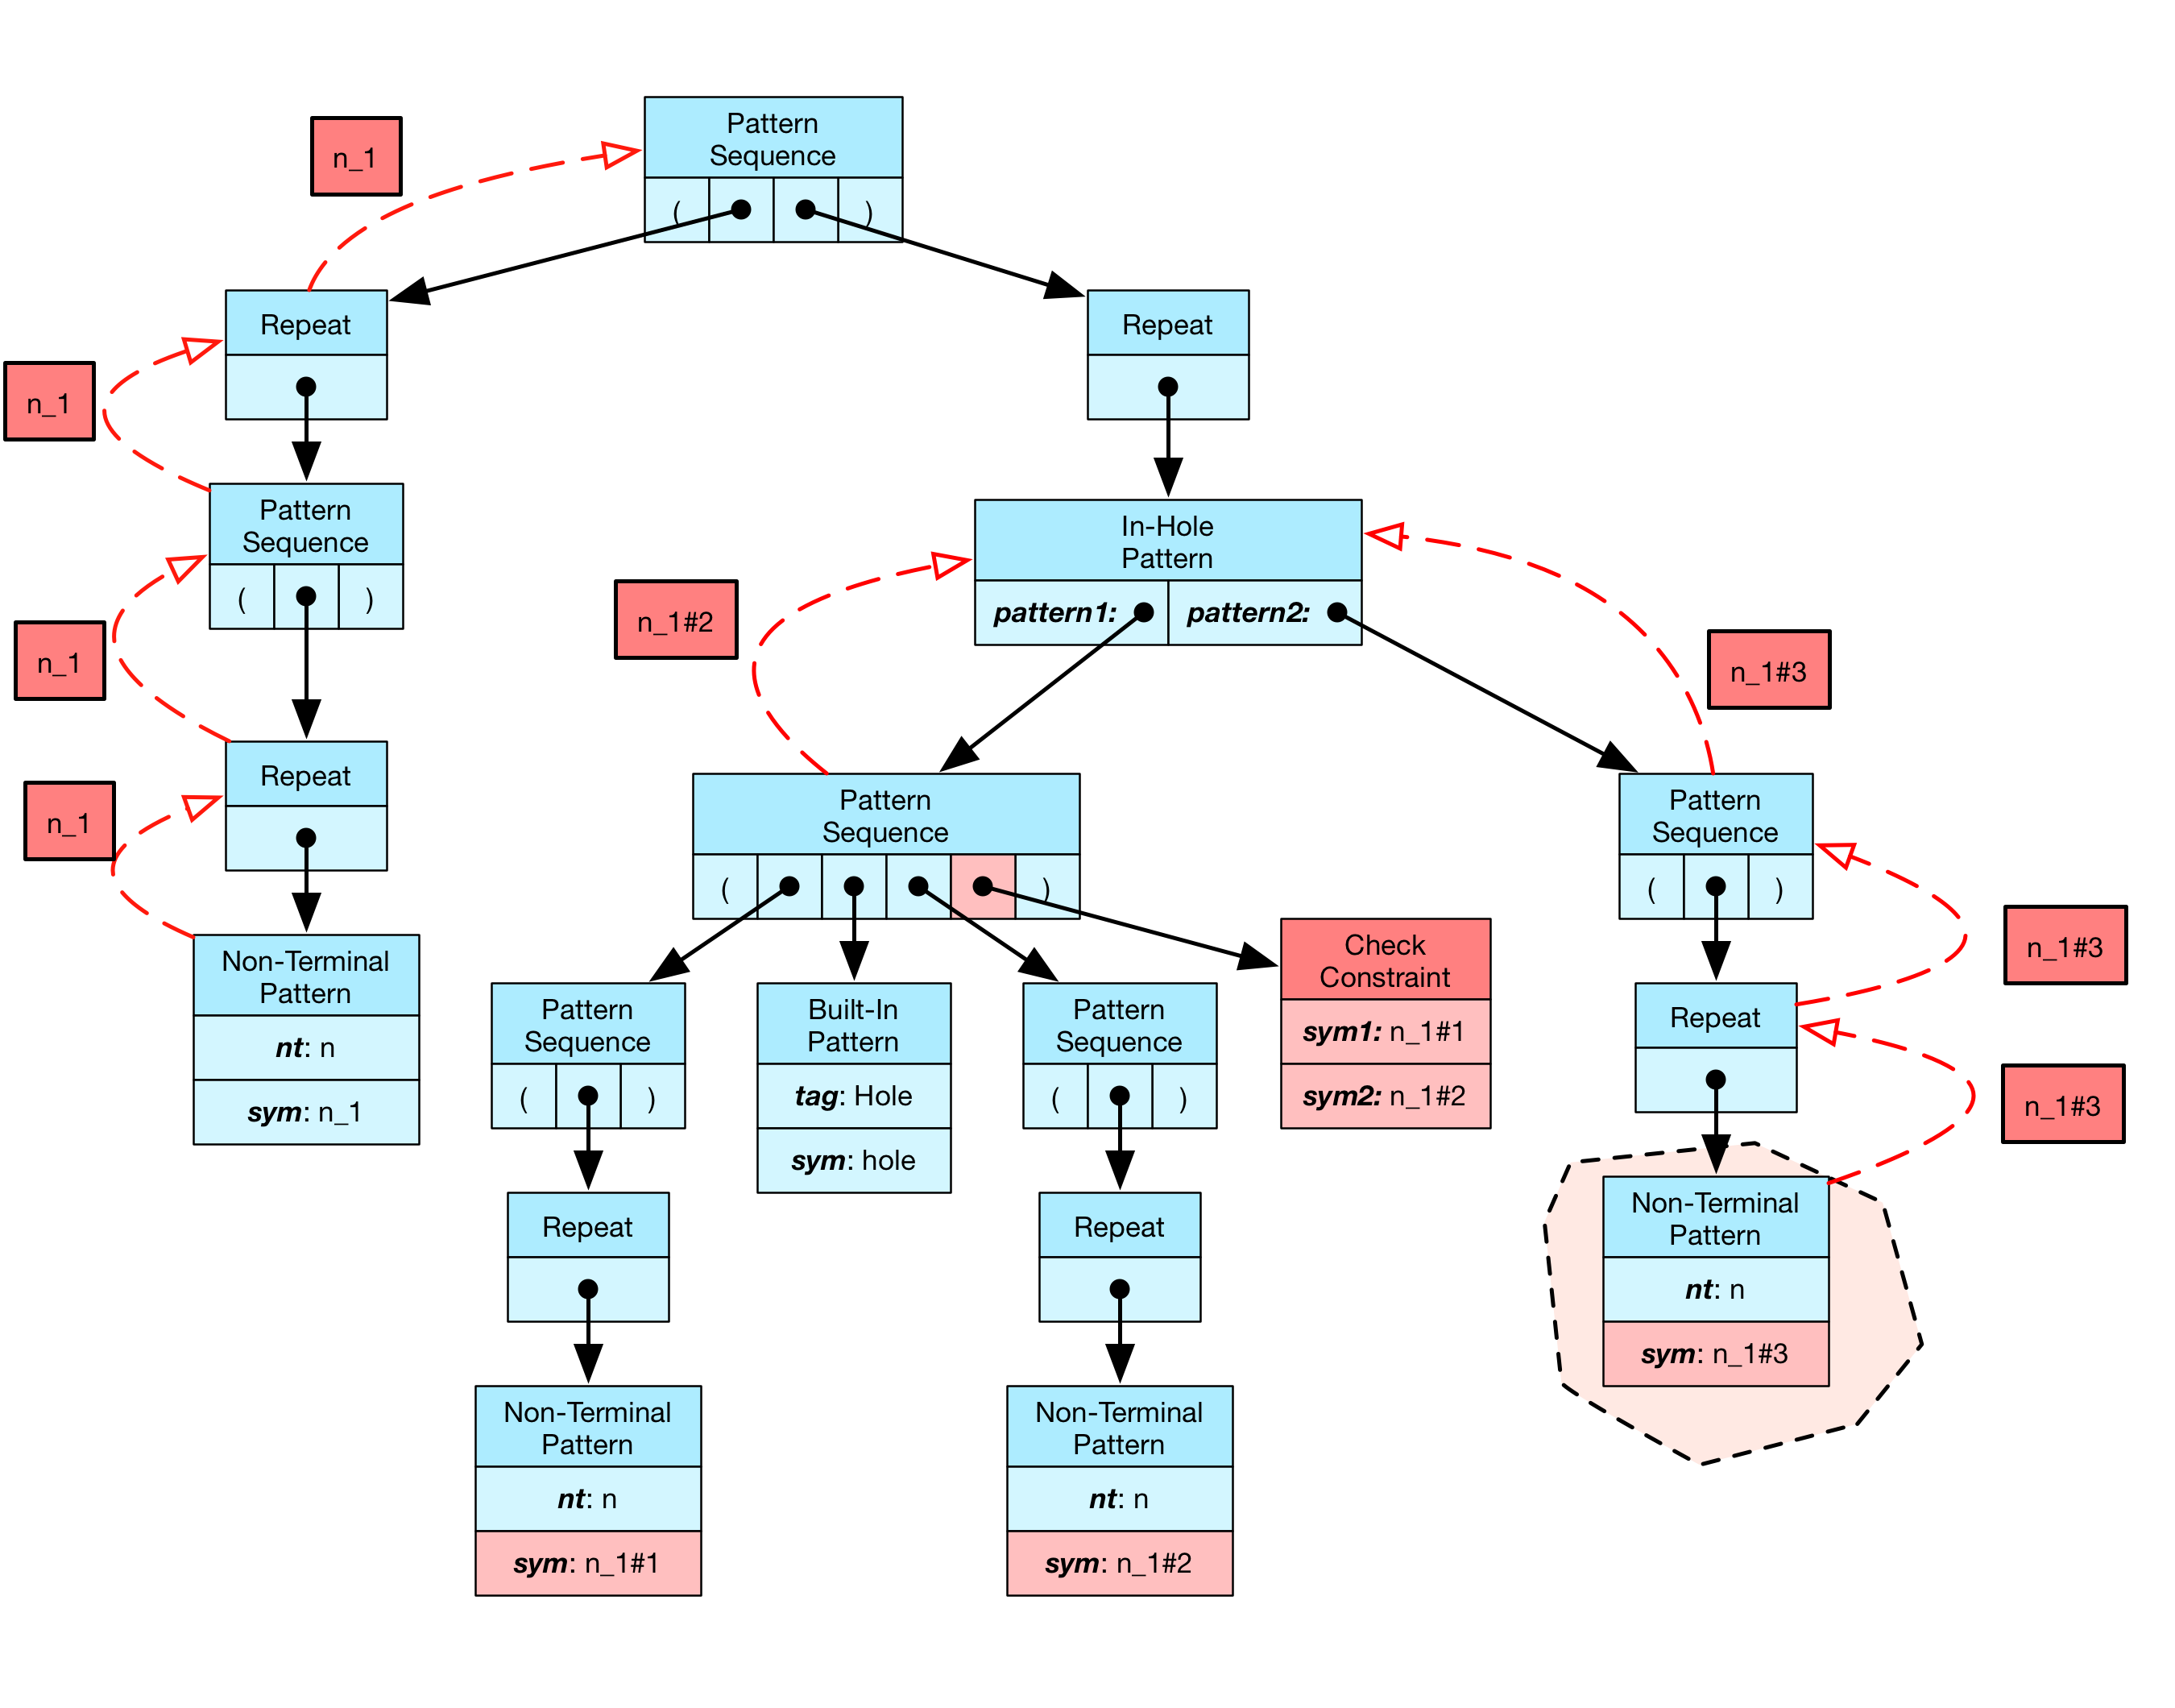 Pattern
Sequence
( )
n_1
Repeat
Repeat
n_1
Pattern
Sequence
( )
In-Hole
Pattern
pattern1: pattern2:
n_1#2
n_1
n_1#3
Repeat
n_1
Pattern
Sequence
( )
Pattern
Sequence
( )
Non-Terminal
Pattern
nt: n
sym: n_1
Check
Constraint
sym1: n_1#1
sym2: n_1#2
n_1#3
Pattern
Sequence
( )
Built-In
Pattern
tag: Hole
sym: hole
Pattern
Sequence
( )
Repeat
n_1#3
Repeat
Repeat
Non-Terminal
Pattern
nt: n
sym: n_1#3
Non-Terminal
Pattern
nt: n
sym: n_1#1
Non-Terminal
Pattern
nt: n
sym: n_1#2